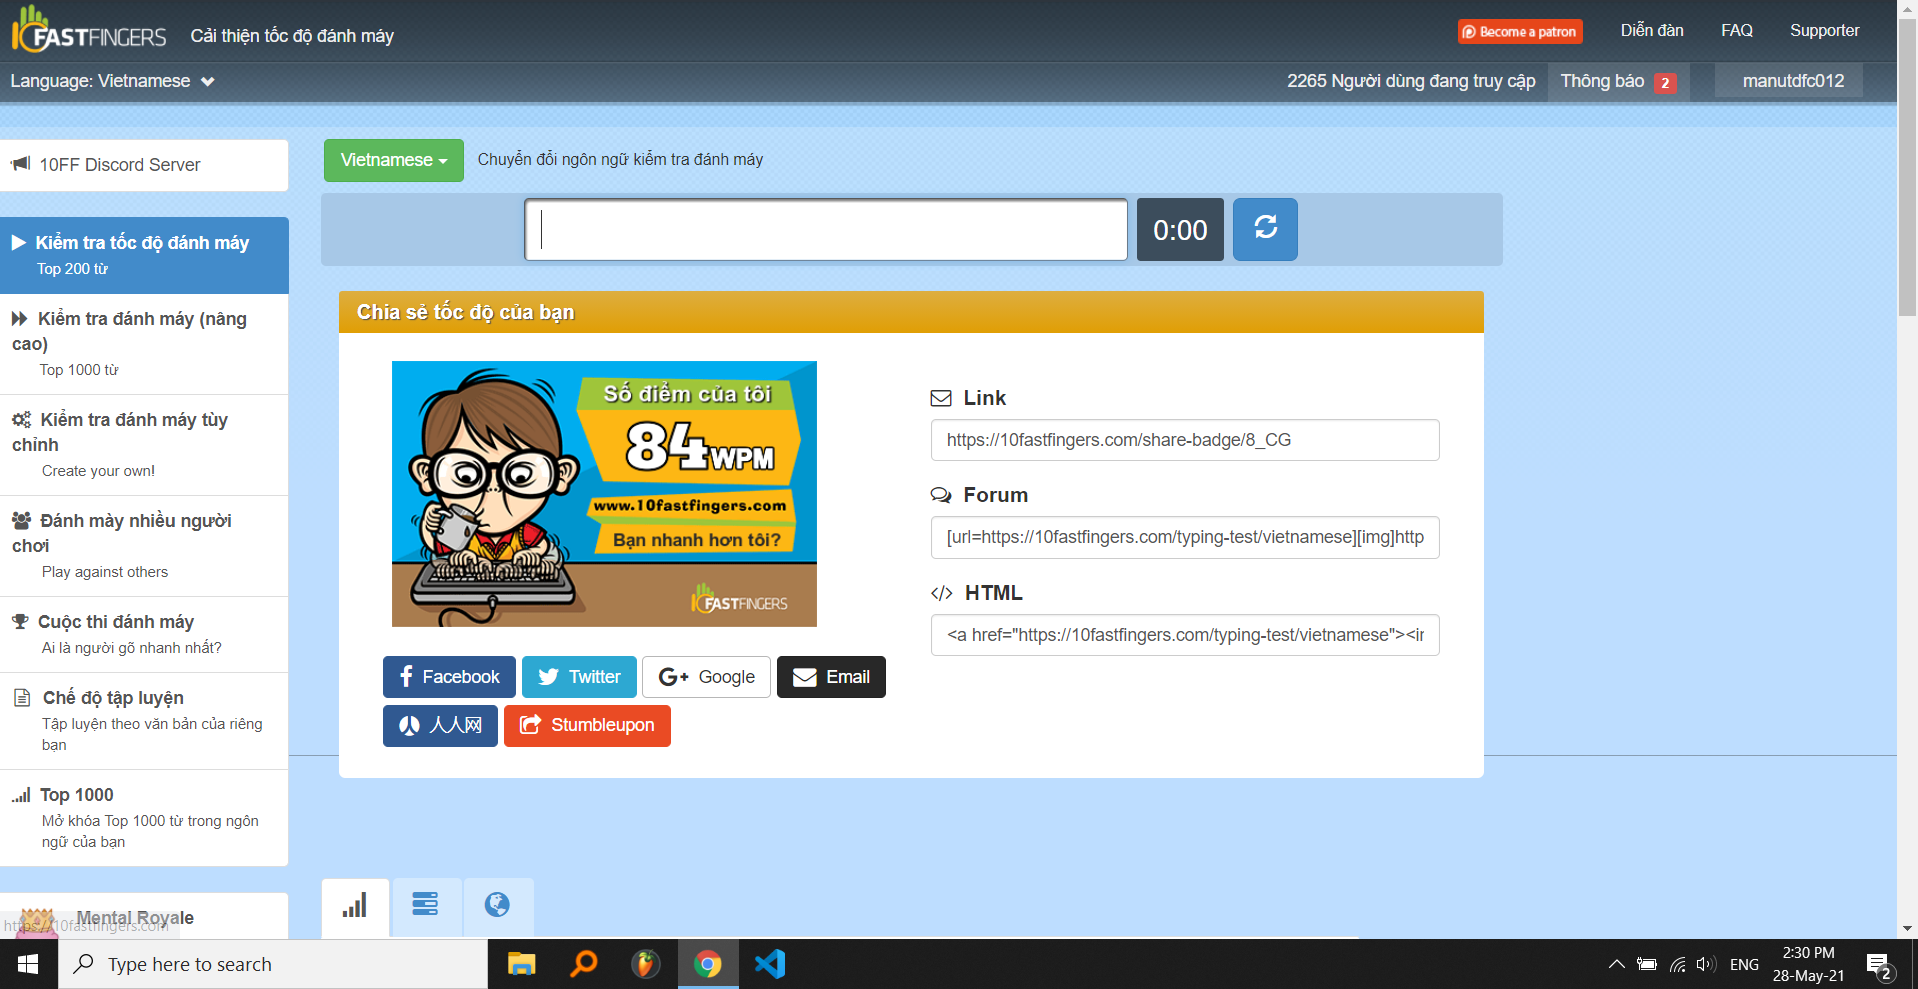 10FASTFINGERS Cải thiện tốc độ đánh máy
Become a patron Diễn đàn FAQ Supporter
Language: Vietnamese
2265 Người dùng đang truy cập Thông báo 2 manutdfc012
10FF Discord Server
Kiểm tra tốc độ đánh máy
Top 200 từ
Kiểm tra đánh máy (nâng
cao)
Top 1000 từ
Kiểm tra đánh máy tùy
chỉnh
Create your own!
Đánh mày nhiều người
chơi
Play against others
Cuộc thi đánh máy
Ai là người gõ nhanh nhất?
Chế độ tập luyện
Tập luyện theo văn bản của riêng
bạn
Top 1000
Mở khóa Top 1000 từ trong ngôn
ngữ của bạn
Mental Royale
https://10fastfingers.com
Vietnamese Chuyển đổi ngôn ngữ kiểm tra đánh máy
0:00
Chia sẻ tốc độ của bạn
Số điểm của tôi
84 WPM
www.10fastfingers.com
Bạn nhanh hơn tôi?
10FASTFINGERS
Facebook Twitter G+ Google Email
人人网 Stumbleupon
Link
https://10fastfingers.com/share-badge/8_CG
Forum
[url=https://10fastfingers.com/typing-test/vietnamese][img]http
</> HTML
<a href="https://10fastfingers.com/typing-test/vietnamese"><ir
Type here to search
ENG
2:30 PM
28-May-21
2